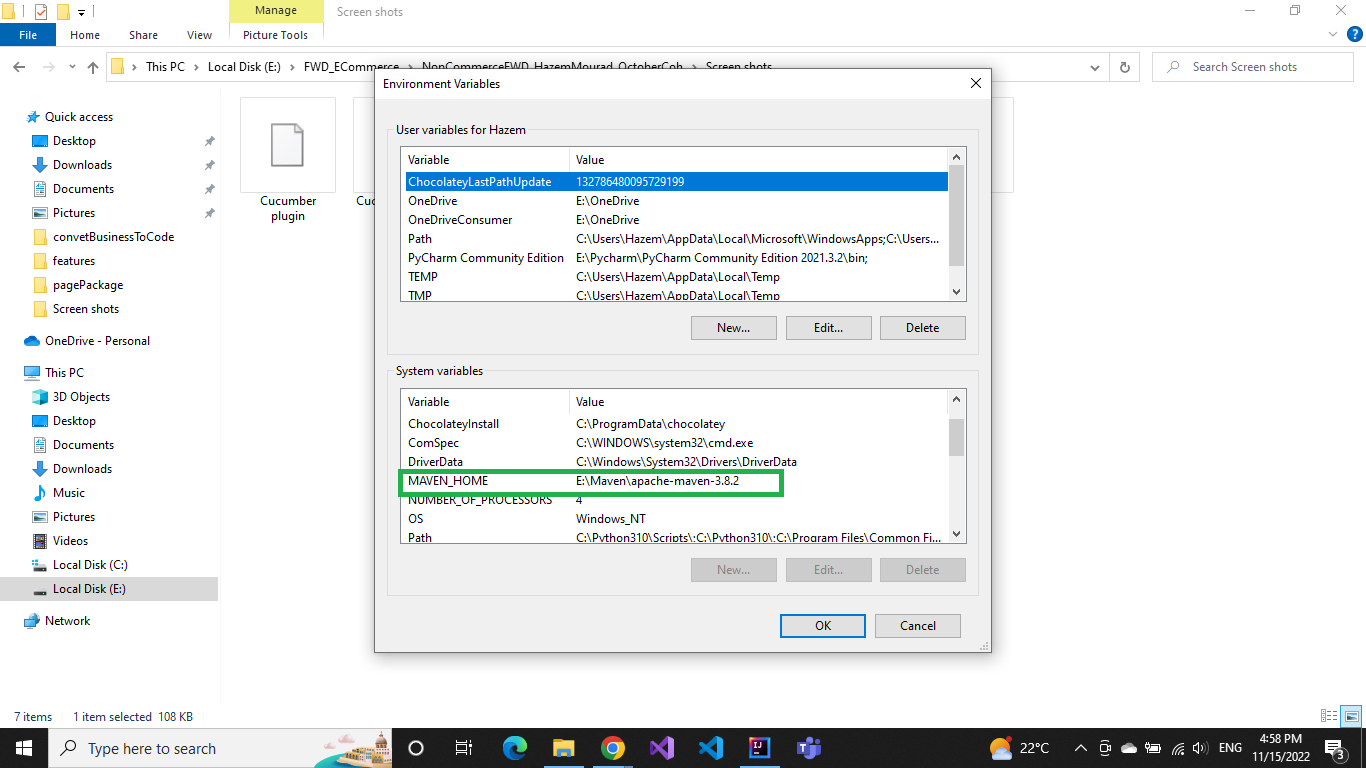 Manage
Screen shots
File
Home
Share
View
Picture Tools
This PC
Local Disk (E:)
FWD_ECommerce
NonCommerceFWD_HazemMourad_OctoberCoh
Screen shots
Search Screen shots
Quick access
Desktop
Downloads
Documents
Pictures
convetBusinessToCode
features
pagePackage
Screen shots
OneDrive - Personal
This PC
3D Objects
Desktop
Documents
Downloads
Music
Pictures
Videos
Local Disk (C:)
Local Disk (E:)
Network
Cucumber
plugin
Environment Variables
User variables for Hazem
Variable Value
ChocolateyLastPathUpdate 132786480095729199
OneDrive E:\OneDrive
OneDriveConsumer E:\OneDrive
Path C:\Users\Hazem\AppData\Local\Microsoft\WindowsApps;C:\Users...
PyCharm Community Edition E:\Pycharm\PyCharm Community Edition 2021.3.2\bin;
TEMP C:\Users\Hazem\AppData\Local\Temp
TMP C:\Users\Hazem\AppData\Local\Temp
New... Edit... Delete
System variables
Variable Value
ChocolateyInstall C:\ProgramData\chocolatey
ComSpec C:\WINDOWS\system32\cmd.exe
DriverData C:\Windows\System32\Drivers\DriverData
MAVEN_HOME E:\Maven\apache-maven-3.8.2
NUMBER_OF_PROCESSORS 4
OS Windows_NT
Path C:\Python310\Scripts\;C:\Python310\;C:\Program Files\Common Fi...
New... Edit... Delete
OK Cancel
7 items 1 item selected 108 KB
Type here to search
22°C
ENG
4:58 PM
11/15/2022
3